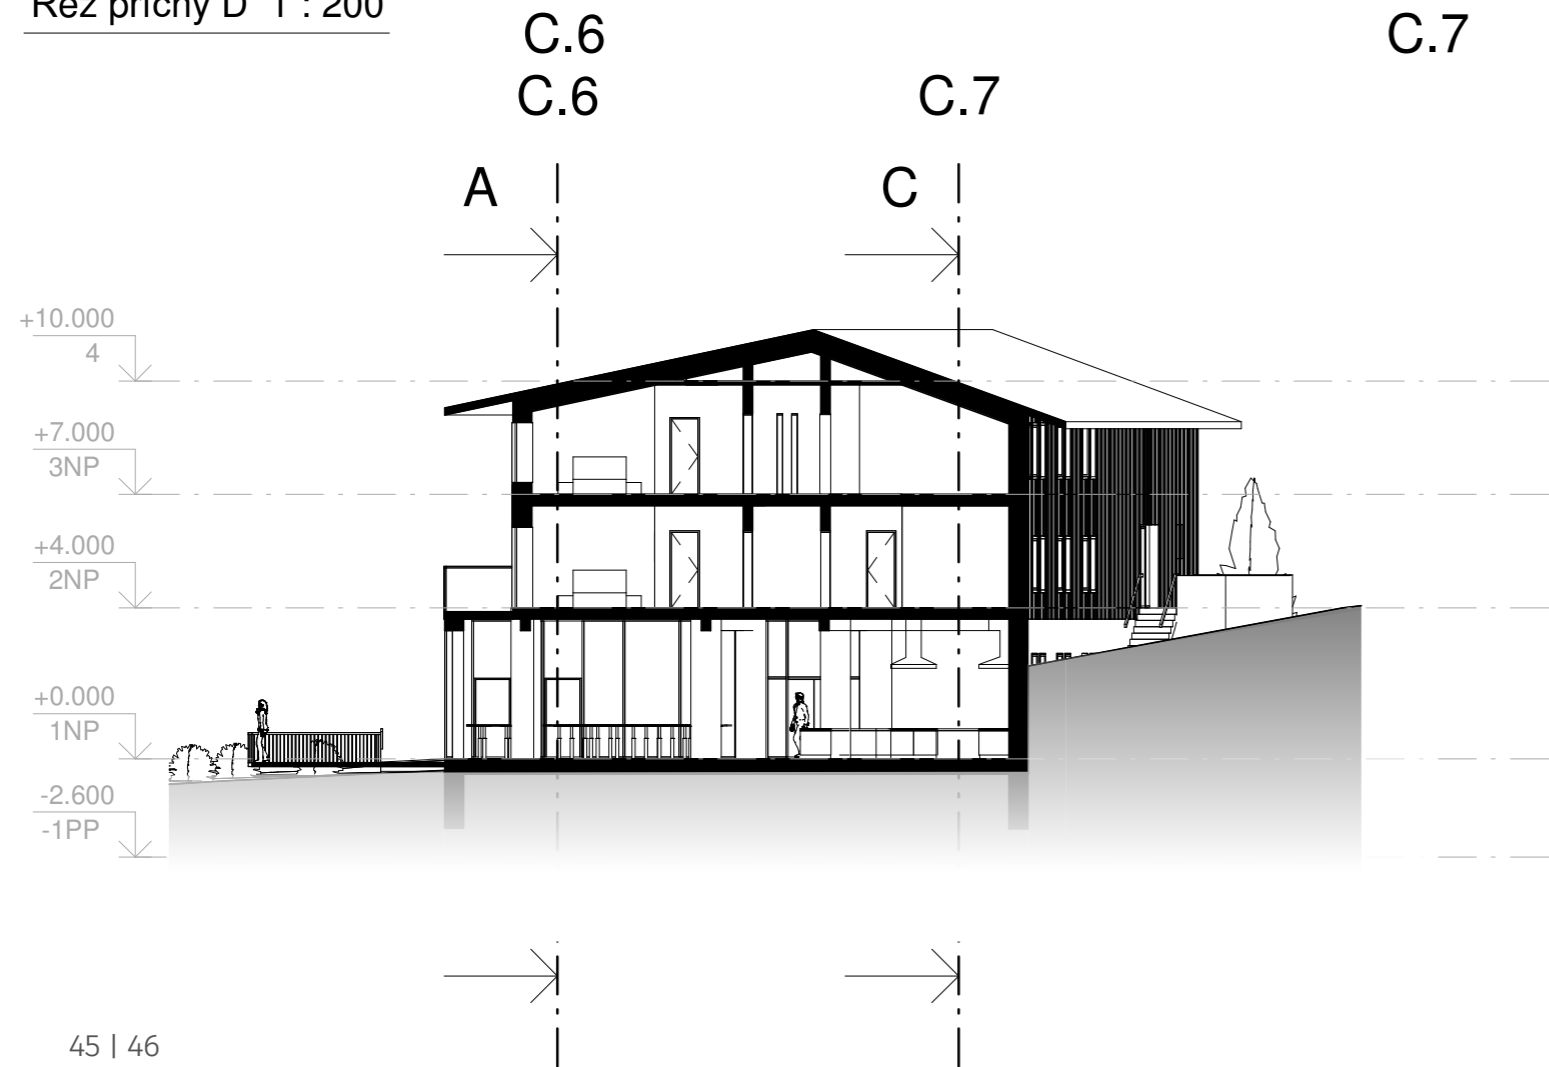 Řez příčný D 1 : 200
C.6
C.7
C.6
C.7
A
C
+10.000
4
+7.000
3NP
+4.000
2NP
+0.000
1NP
-2.600
-1PP
45 | 46